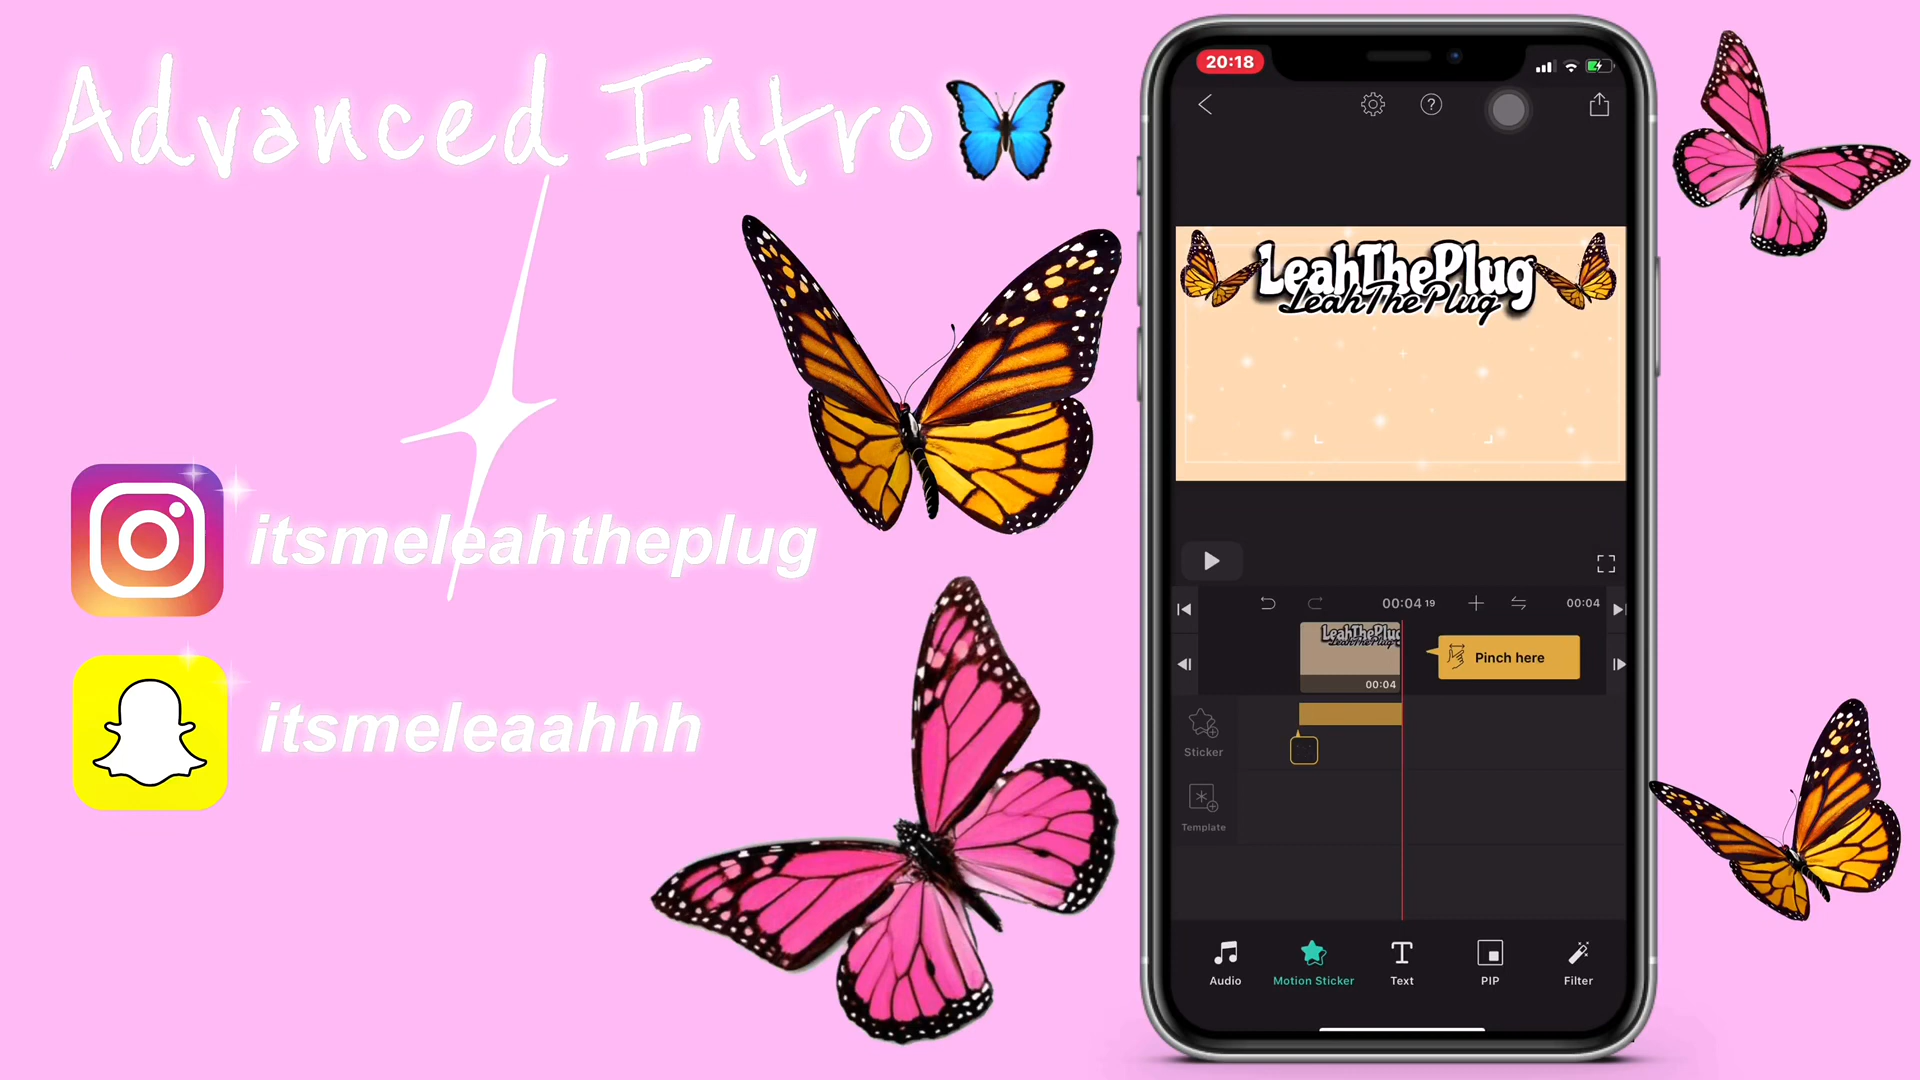 Advanced Intro
itsmeleahtheplug
itsmeleaahhh
20:18
?
LeahThePlug
LeahThePlug
00:04 19
00:04
LeahThePlug
LeahThePlug
00:04
Pinch here
Sticker
Template
Audio
Motion Sticker
Text
PIP
Filter